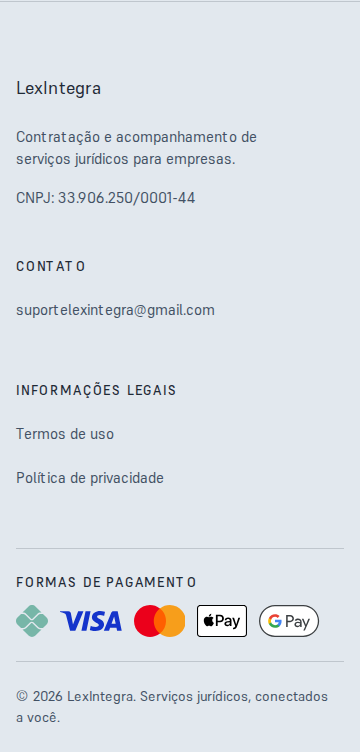 LexIntegra
Contratação e acompanhamento de
serviços jurídicos para empresas.
CNPJ: 33.906.250/0001-44
CONTATO
suportelexintegra@gmail.com
INFORMAÇÕES LEGAIS
Termos de uso
Política de privacidade
FORMAS DE PAGAMENTO
VISA Pay G Pay
© 2026 LexIntegra. Serviços jurídicos, conectados
a você.